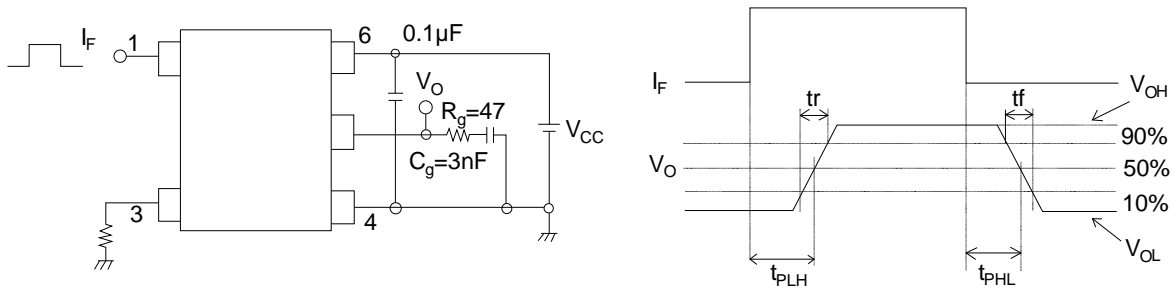 I_F
1
6
0.1μF
V_O
R_g=47
C_g=3nF
V_CC
3
4
I_F
V_O
tr
tf
V_OH
90%
50%
10%
V_OL
t_PLH
t_PHL